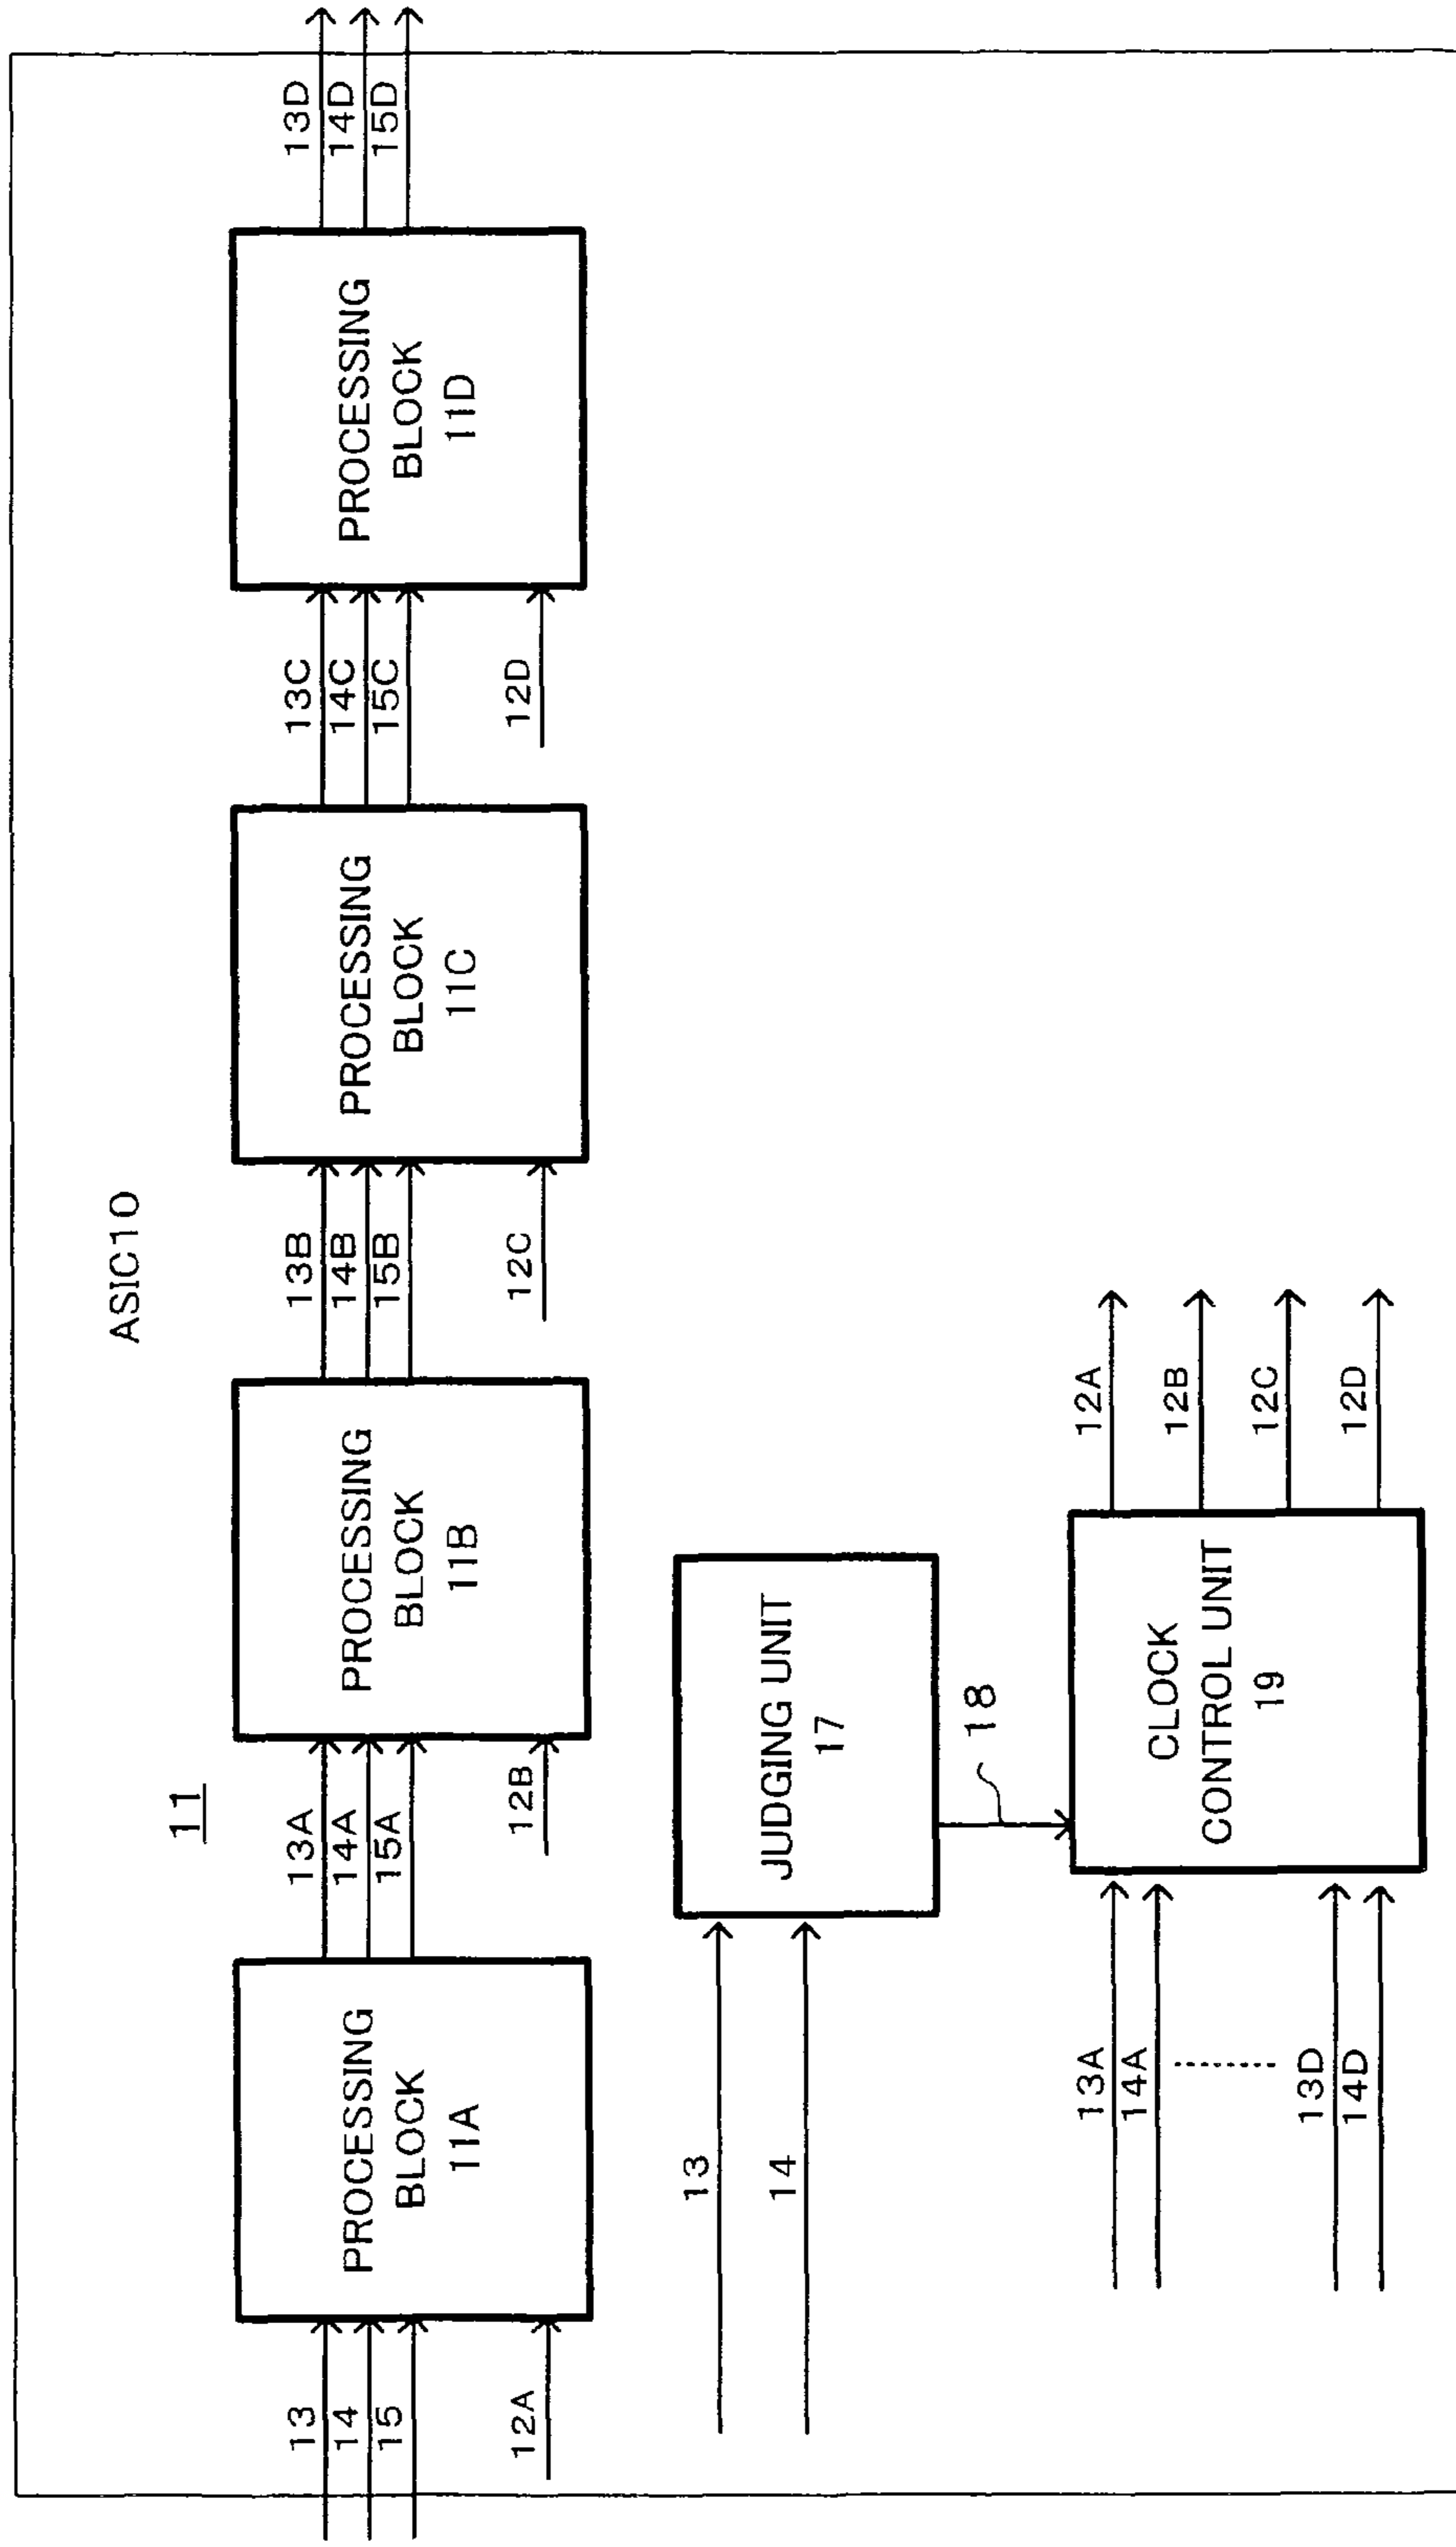 ASIC10
11
13
14
15
12A
PROCESSING
BLOCK
11A
13A
14A
15A
12B
PROCESSING
BLOCK
11B
13B
14B
15B
12C
PROCESSING
BLOCK
11C
13C
14C
15C
12D
PROCESSING
BLOCK
11D
13D
14D
15D
13
14
JUDGING UNIT
17
18
13A
14A
13D
14D
CLOCK
CONTROL UNIT
19
12A
12B
12C
12D